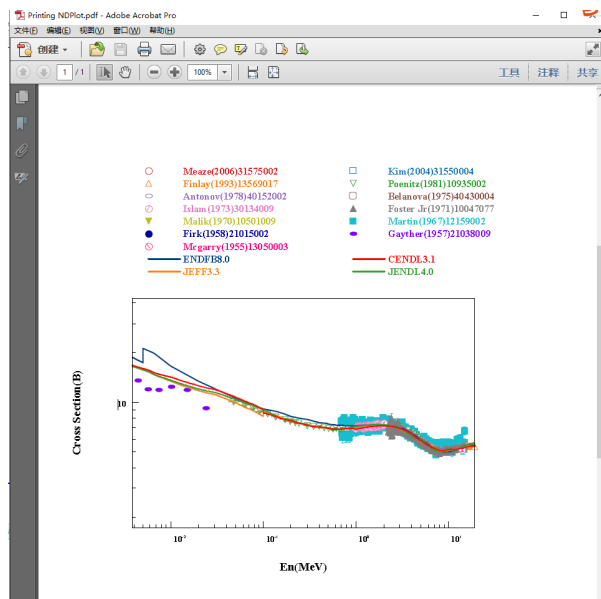 Printing NDPlot.pdf - Adobe Acrobat Pro
文件(F) 编辑(E) 视图(V) 窗口(W) 帮助(H)
创建
1 / 1 100% 工具 注释 共享
Meaze(2006)31575002 Kim(2004)31550004
Finlay(1993)13569017 Poenitz(1981)10935002
Antonov(1978)40152002 Belanova(1975)40430004
Islam(1973)30134009 Foster Jr(1971)10047077
Malik(1970)10501009 Martin(1967)12159002
Firk(1958)21015002 Gayther(1957)21038009
Mcgarry(1955)13050003
ENDFB8.0 CENDL3.1
JEFF3.3 JENDL4.0
Cross Section(B)
10
En(MeV)